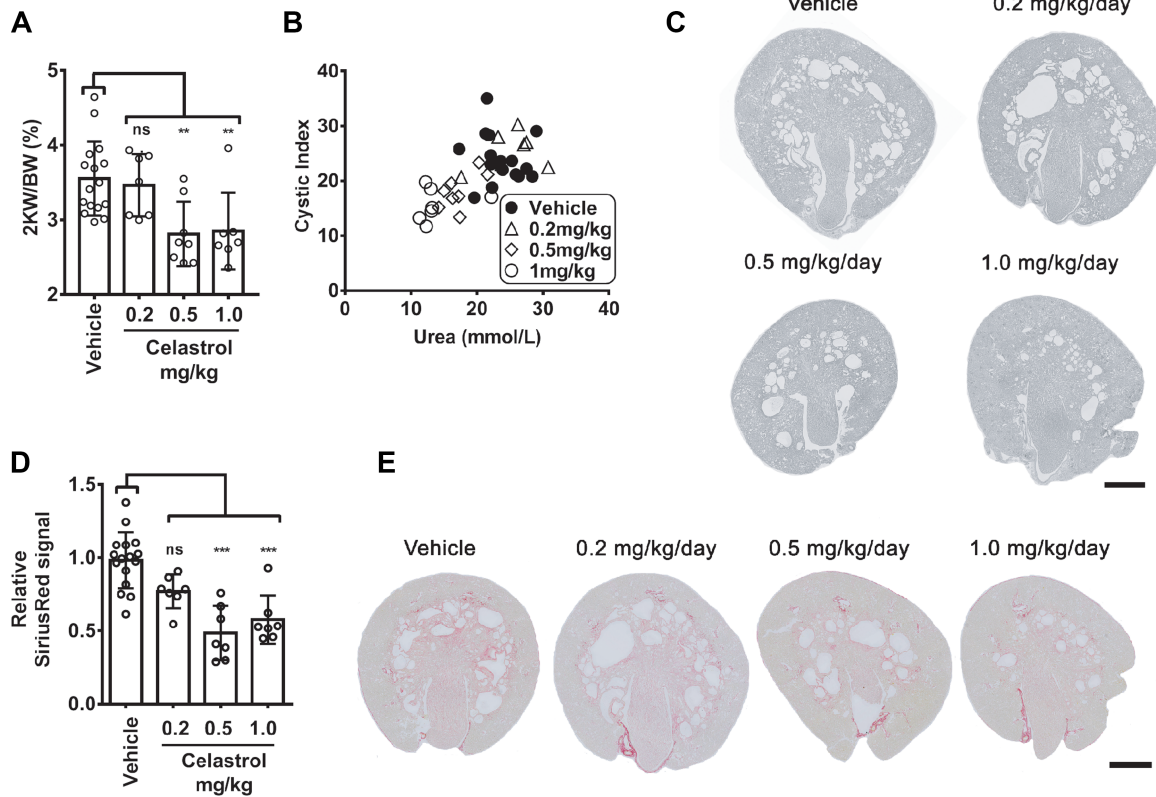 A
5
4
3
2
2KW/BW (%)
ns
**
**
Vehicle
0.2
0.5
1.0
Celastrol
mg/kg
B
40
30
20
10
0
Cystic Index
0
10
20
30
40
Urea (mmol/L)
Vehicle
0.2mg/kg
0.5mg/kg
1mg/kg
C
Vehicle
0.2 mg/kg/day
0.5 mg/kg/day
1.0 mg/kg/day
D
1.5
1.0
0.5
0.0
Relative
SiriusRed signal
ns
***
***
Vehicle
0.2
0.5
1.0
Celastrol
mg/kg
E
Vehicle
0.2 mg/kg/day
0.5 mg/kg/day
1.0 mg/kg/day